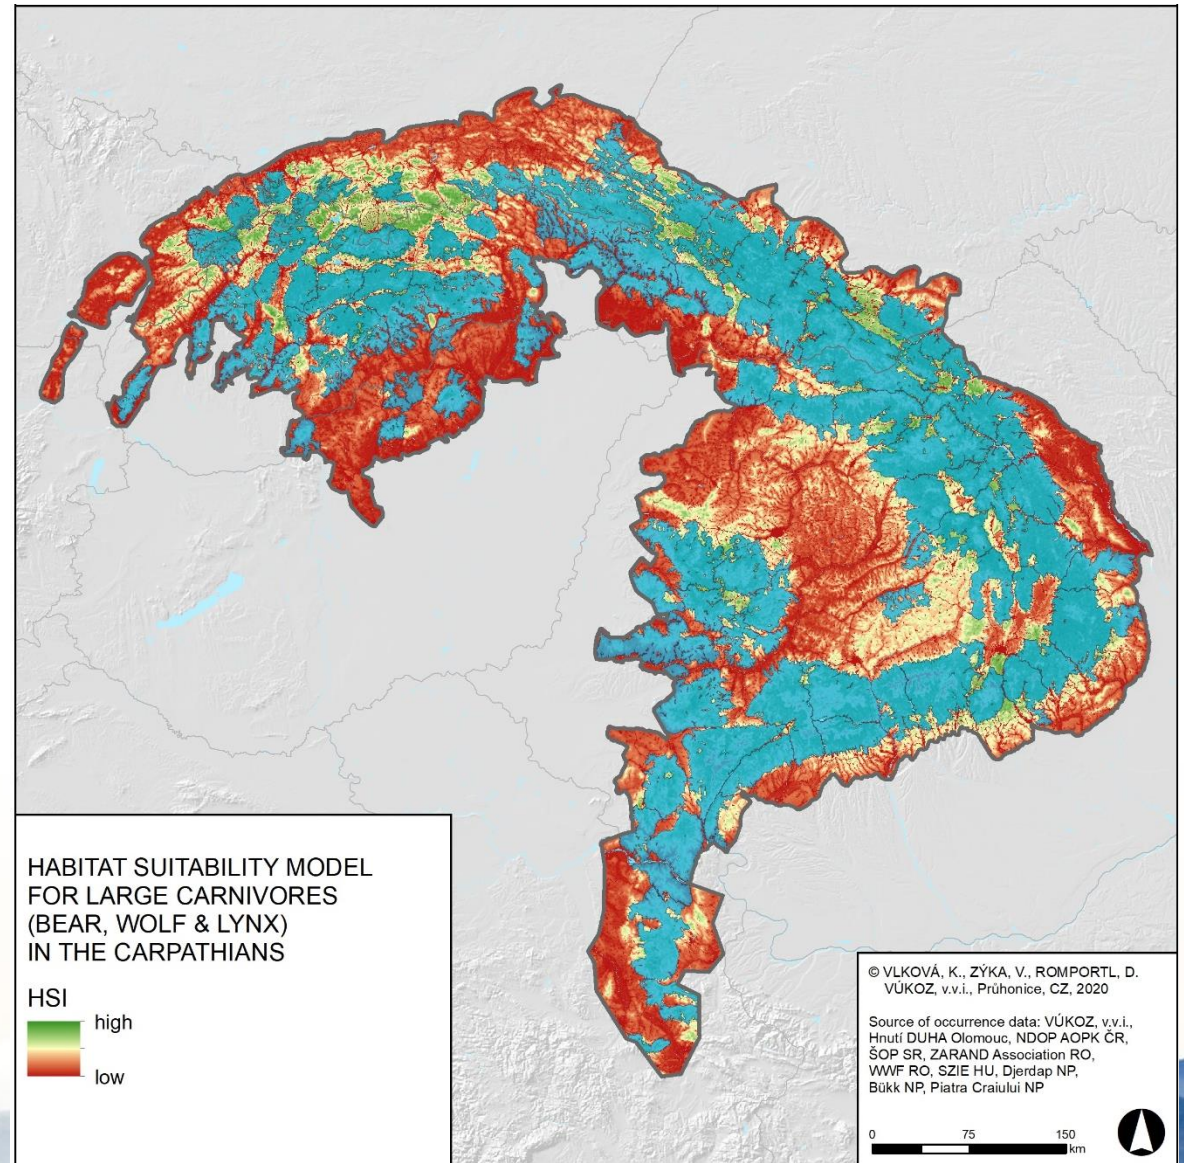 HABITAT SUITABILITY MODEL
FOR LARGE CARNIVORES
(BEAR, WOLF & LYNX)
IN THE CARPATHIANS
HSI
high
low
© VLKOVÁ, K., ZÝKA, V., ROMPORTL, D.
VÚKOZ, v.v.i., Průhonice, CZ, 2020
Source of occurrence data: VÚKOZ, v.v.i.,
Hnutí DUHA Olomouc, NDOP AOPK ČR,
ŠOP SR, ZARAND Association RO,
WWF RO, SZIE HU, Djerdap NP,
Bükk NP, Piatra Craiului NP
0 75 150
km